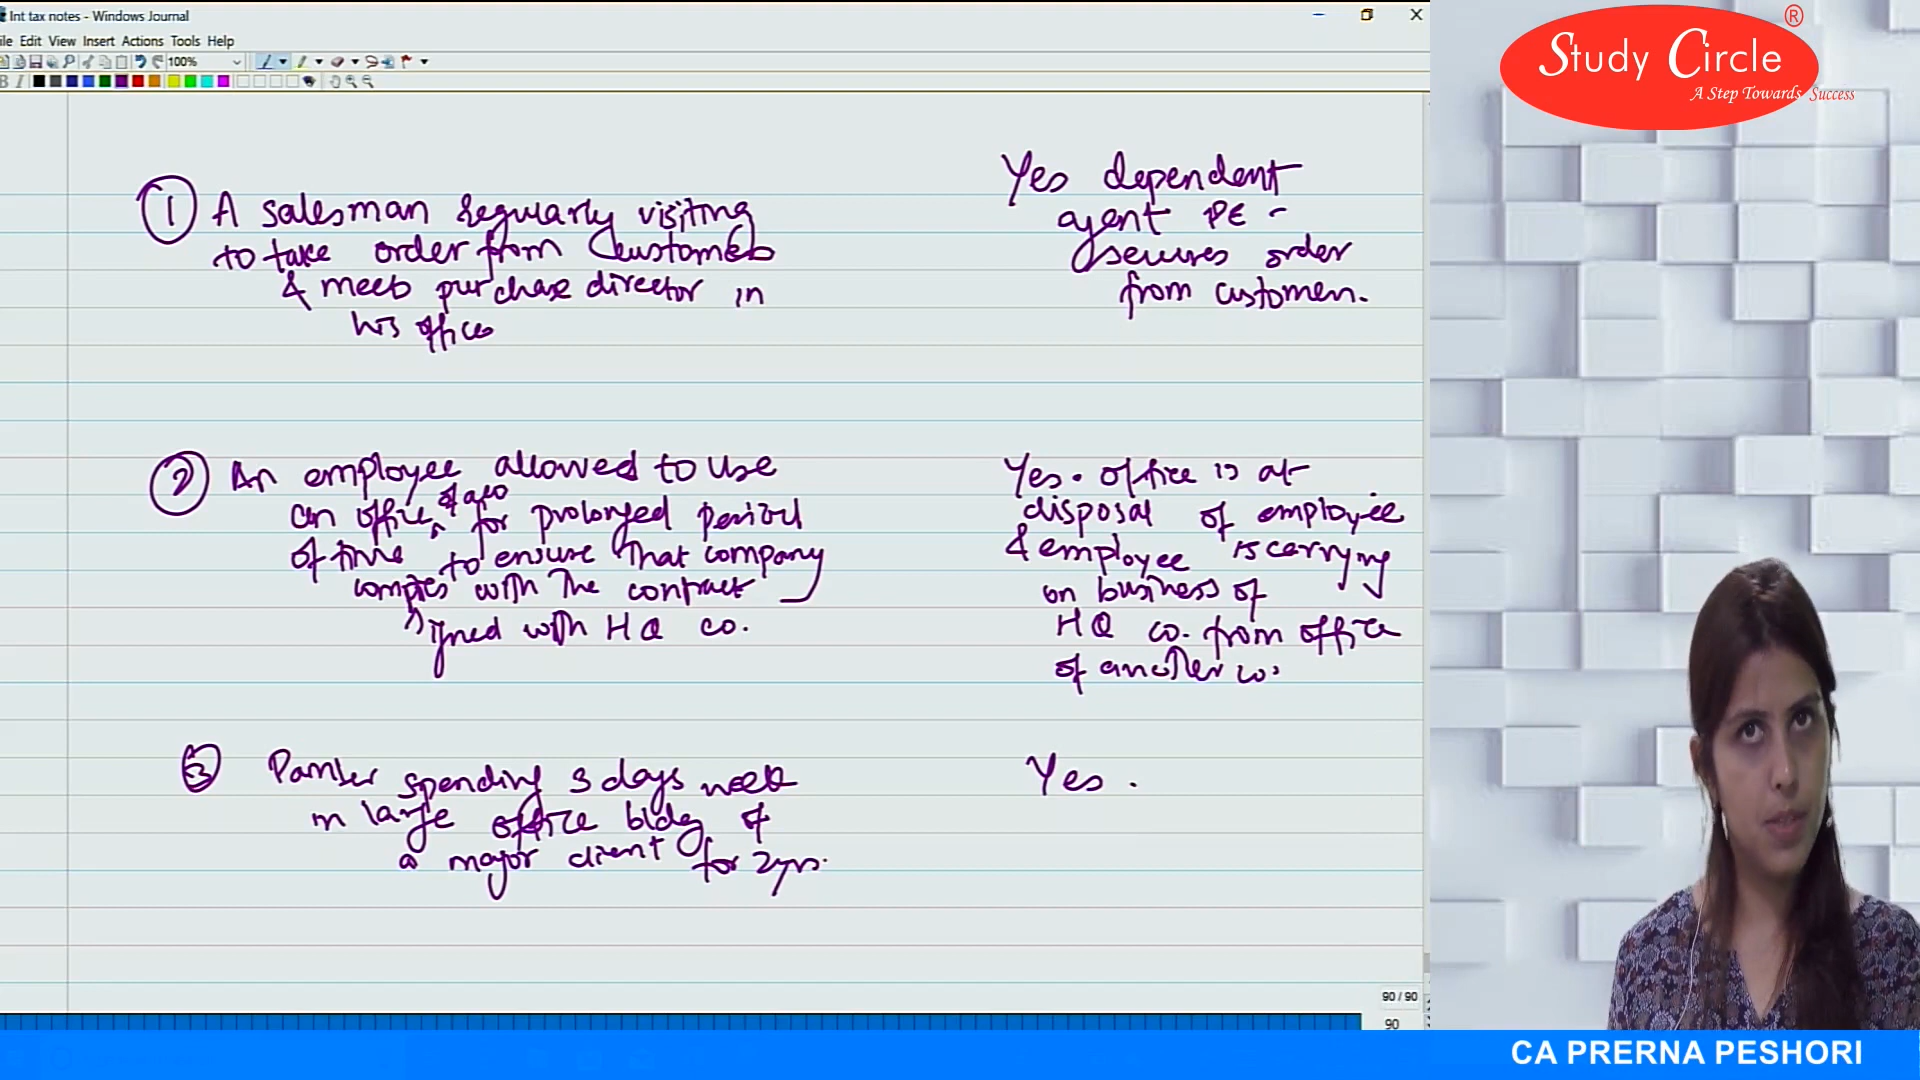 Int tax notes - Windows Journal
ile Edit View Insert Actions Tools Help
100%
B I
Study Circle ®
A Step Towards Success
① A salesman regularly visiting
to take order from customers
& meets purchase director in
his office
Yes dependent
agent PE -
secures order
from customer.
② An employee allowed to use
an office of a co for prolonged period
of time to ensure that company
complies with the contract
signed with HQ co.
Yes. office is at
disposal of employee
& employee is carrying
on business of
HQ co. from office
of another co.
③ Painter spending 3 days week
in large office bldg of
a major client for 2yrs.
Yes.
90 / 90
90
CA PRERNA PESHORI